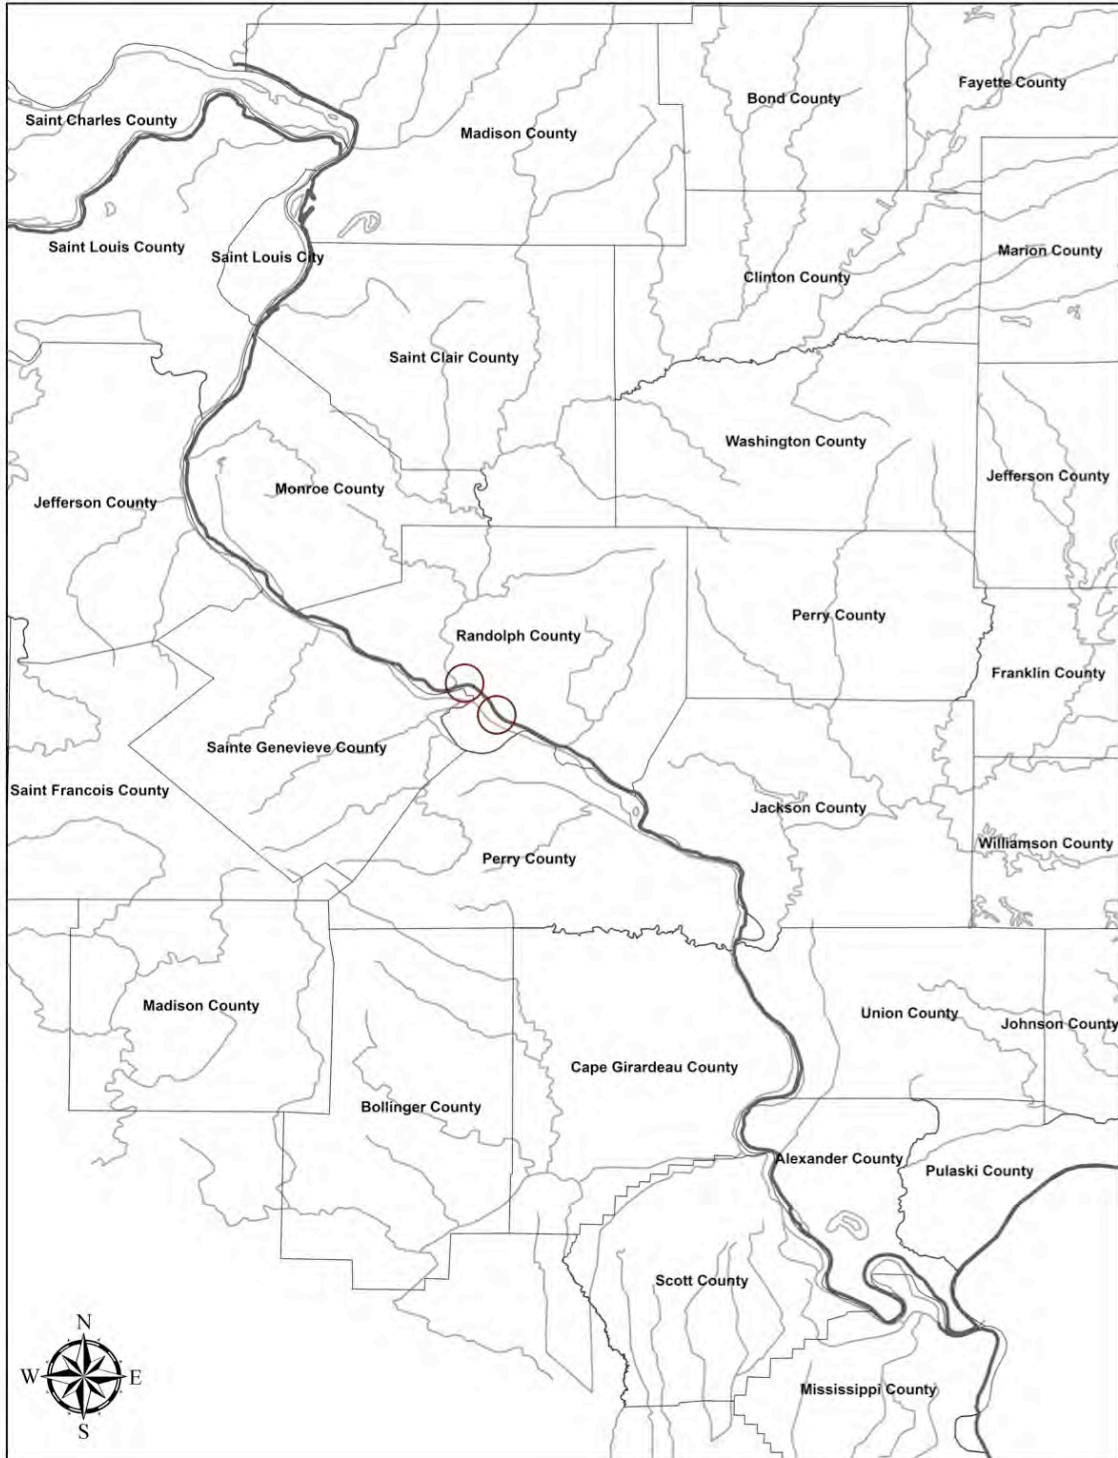 Fayette County
Bond County
Saint Charles County
Madison County
Saint Louis County
Saint Louis City
Marion County
Clinton County
Saint Clair County
Washington County
Jefferson County
Monroe County
Jefferson County
Perry County
Randolph County
Franklin County
Sainte Genevieve County
Saint Francois County
Jackson County
Williamson County
Perry County
Madison County
Union County
Johnson County
Cape Girardeau County
Bollinger County
Alexander County
Pulaski County
Scott County
N
W E
S
Mississippi County